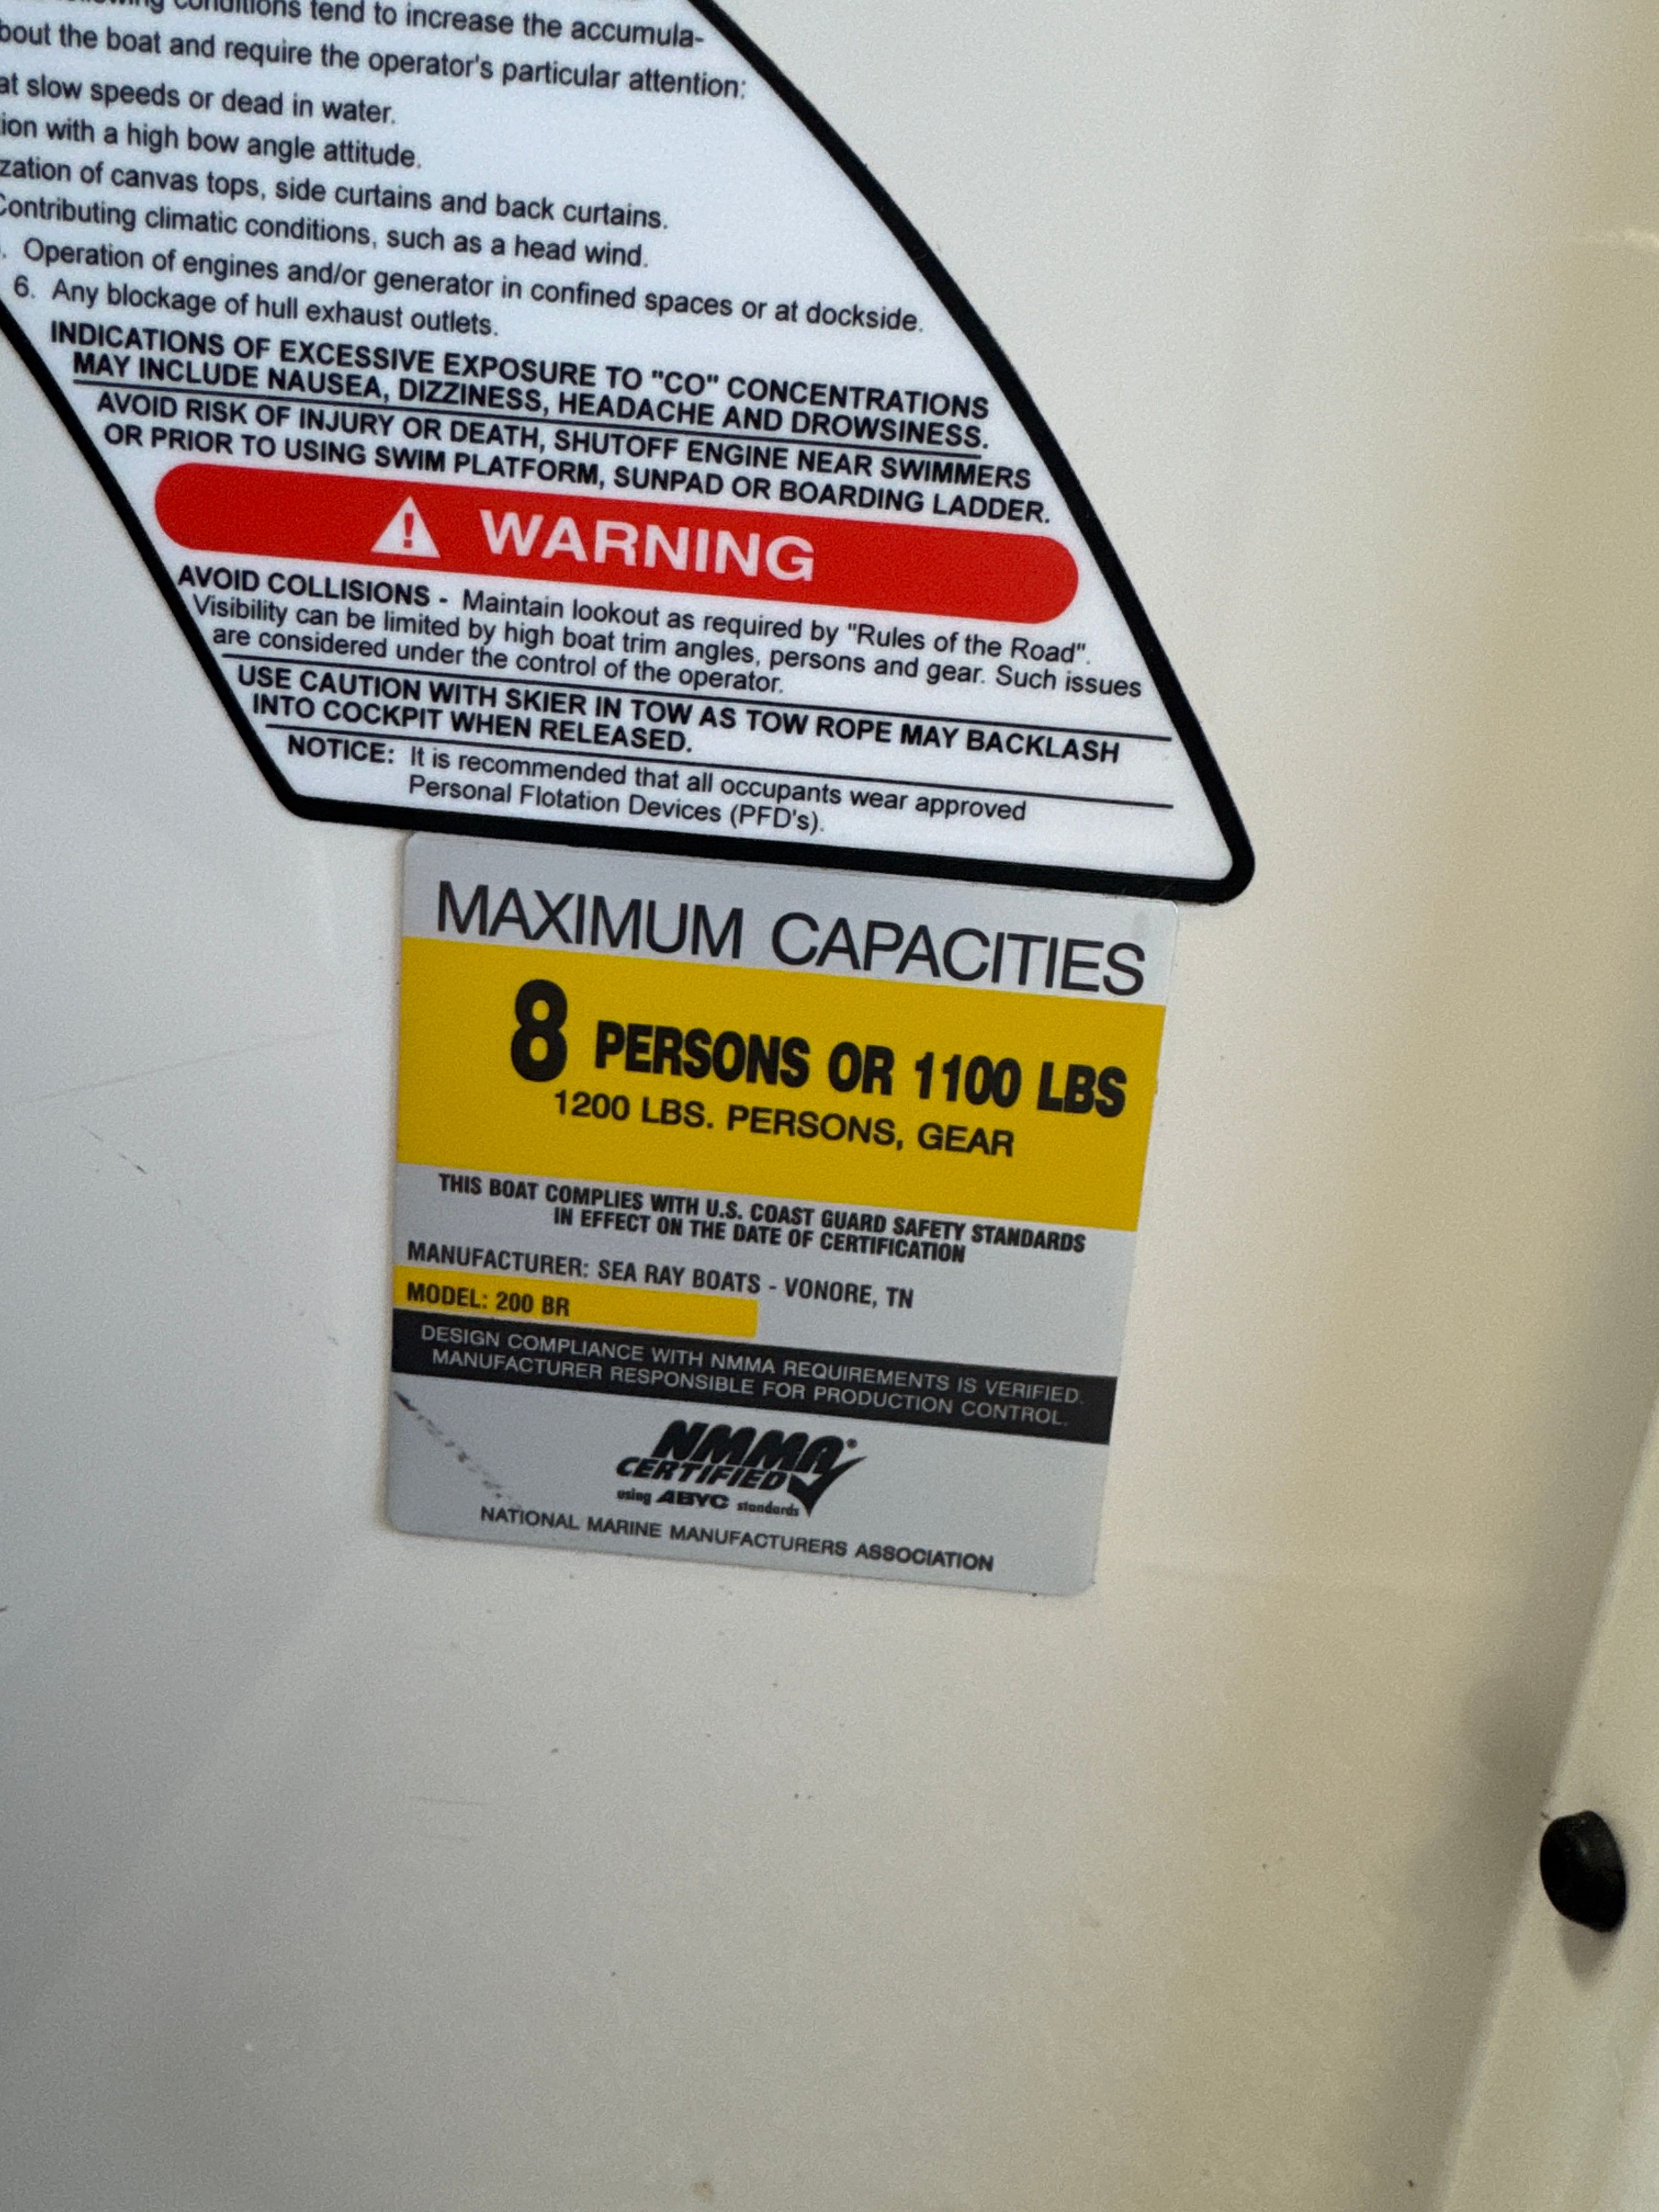 conditions tend to increase the accumula-
the boat and require the operator's particular attention:
at slow speeds or dead in water.
with a high bow angle attitude.
of canvas tops, side curtains and back curtains.
Contributing climatic conditions, such as a head wind.
. Operation of engines and/or generator in confined spaces or at dockside.
6. Any blockage of hull exhaust outlets.
INDICATIONS OF EXCESSIVE EXPOSURE TO "CO" CONCENTRATIONS
MAY INCLUDE NAUSEA, DIZZINESS, HEADACHE AND DROWSINESS.
AVOID RISK OF INJURY OR DEATH, SHUTOFF ENGINE NEAR SWIMMERS
OR PRIOR TO USING SWIM PLATFORM, SUNPAD OR BOARDING LADDER.
WARNING
AVOID COLLISIONS - Maintain lookout as required by "Rules of the Road".
Visibility can be limited by high boat trim angles, persons and gear. Such issues
are considered under the control of the operator.
USE CAUTION WITH SKIER IN TOW AS TOW ROPE MAY BACKLASH
INTO COCKPIT WHEN RELEASED.
NOTICE: It is recommended that all occupants wear approved
Personal Flotation Devices (PFD's).
MAXIMUM CAPACITIES
8 PERSONS OR 1100 LBS
1200 LBS. PERSONS, GEAR
THIS BOAT COMPLIES WITH U.S. COAST GUARD SAFETY STANDARDS
IN EFFECT ON THE DATE OF CERTIFICATION
MANUFACTURER: SEA RAY BOATS - VONORE, TN
MODEL: 200 BR
DESIGN COMPLIANCE WITH NMMA REQUIREMENTS IS VERIFIED.
MANUFACTURER RESPONSIBLE FOR PRODUCTION CONTROL.
NMMA
CERTIFIED
using ABYC standards
NATIONAL MARINE MANUFACTURERS ASSOCIATION